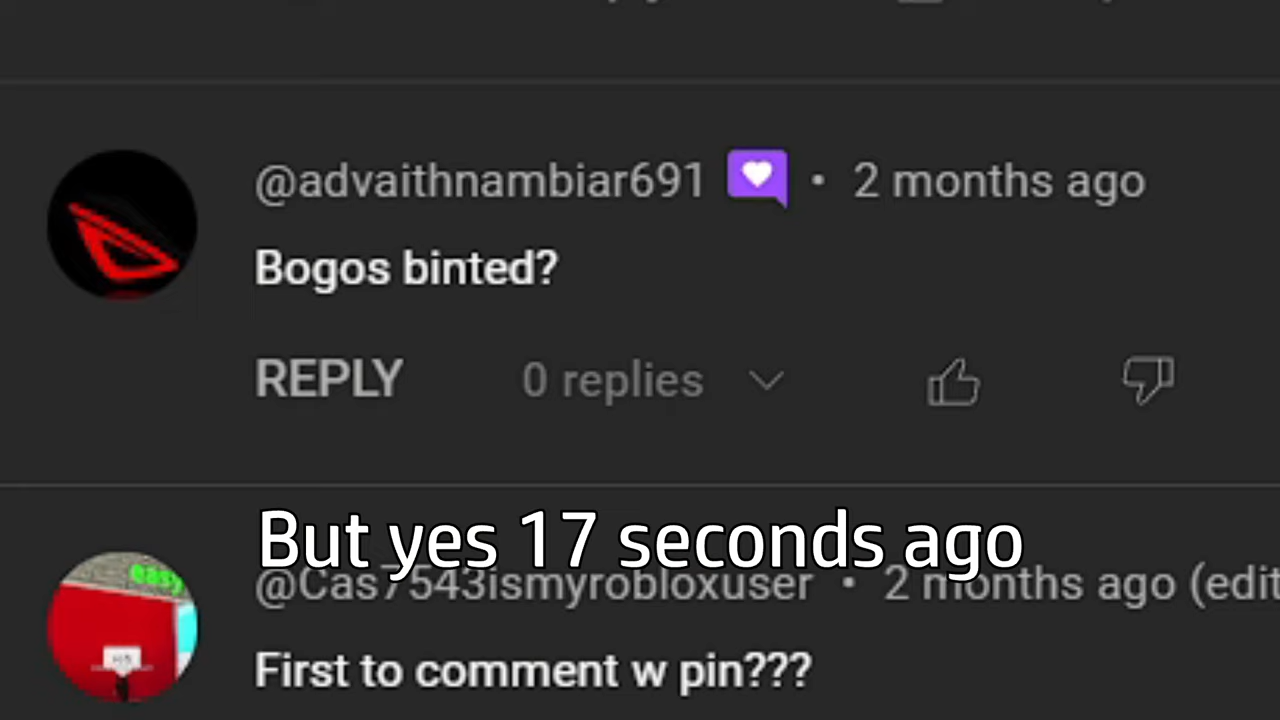 @advaithnambiar691 • 2 months ago
Bogos binted?
REPLY 0 replies
But yes 17 seconds ago
@Cas7543ismyrobloxuser • 2 months ago (edit
First to comment w pin???
easy